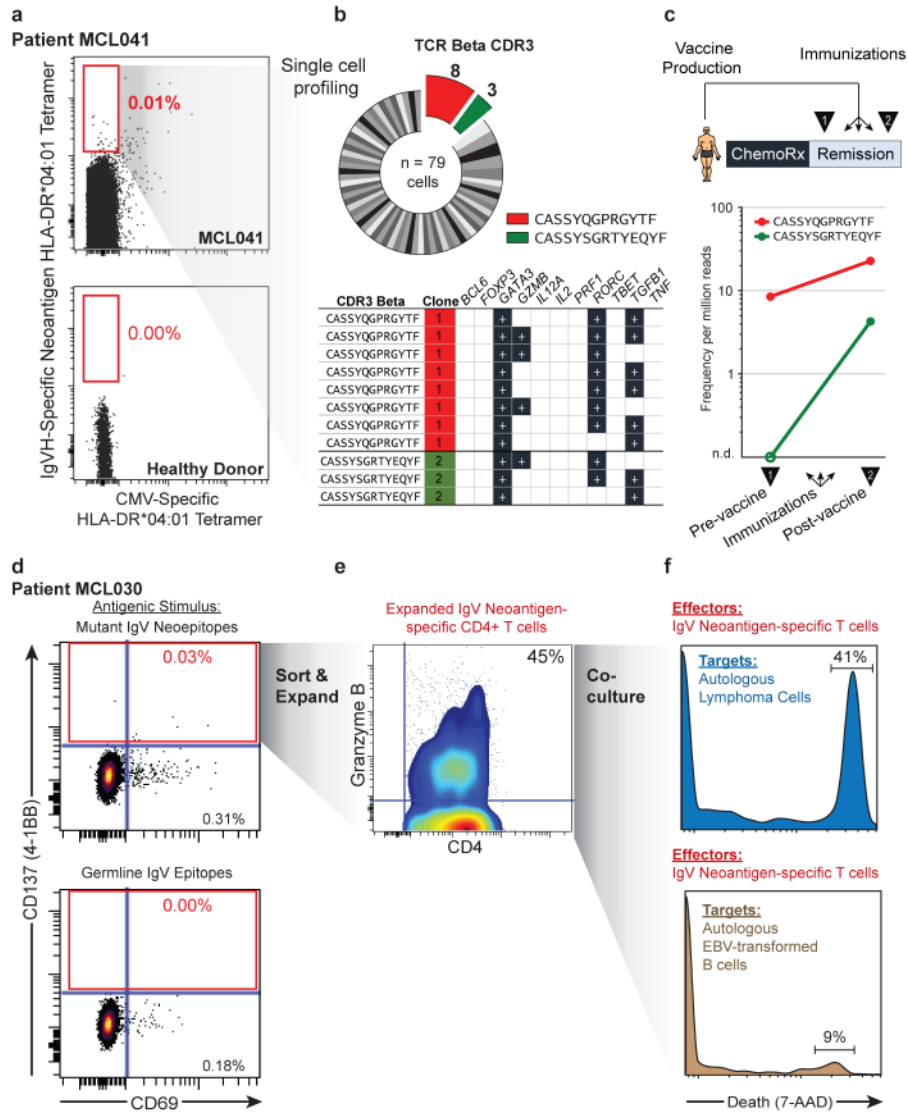 a
Patient MCL041
IgVH-Specific Neoantigen HLA-DR*04:01 Tetramer
0.01%
MCL041
0.00%
Healthy Donor
CMV-Specific
HLA-DR*04:01 Tetramer
b
TCR Beta CDR3
Single cell
profiling
8
3
n = 79
cells
CASSYQGPRGYTF
CASSYSGRTYEQYF
CDR3 Beta Clone BCL6 FOXP3 GATA3 GZMB IL12A IL2 PRF1 RORC TBET TGFB1 TNF
CASSYQGPRGYTF 1 + + +
CASSYQGPRGYTF 1 + + + +
CASSYQGPRGYTF 1 + + +
CASSYQGPRGYTF 1 + + +
CASSYQGPRGYTF 1 + + +
CASSYQGPRGYTF 1 + + +
CASSYQGPRGYTF 1 + + +
CASSYQGPRGYTF 1 + +
CASSYSGRTYEQYF 2 + + +
CASSYSGRTYEQYF 2 + + +
CASSYSGRTYEQYF 2 + +
c
Vaccine
Production
Immunizations
1
2
ChemoRx
Remission
CASSYQGPRGYTF
CASSYSGRTYEQYF
Frequency per million reads
100
10
1
n.d.
1
2
Pre-vaccine
Immunizations
Post-vaccine
d
Patient MCL030
Antigenic Stimulus:
Mutant IgV Neoepitopes
0.03%
0.31%
Germline IgV Epitopes
0.00%
0.18%
CD137 (4-1BB)
CD69
Sort &
Expand
e
Expanded IgV Neoantigen-
specific CD4+ T cells
45%
Granzyme B
CD4
Co-
culture
f
Effectors:
IgV Neoantigen-specific T cells
Targets:
Autologous
Lymphoma Cells
41%
Effectors:
IgV Neoantigen-specific T cells
Targets:
Autologous
EBV-transformed
B cells
9%
Death (7-AAD)